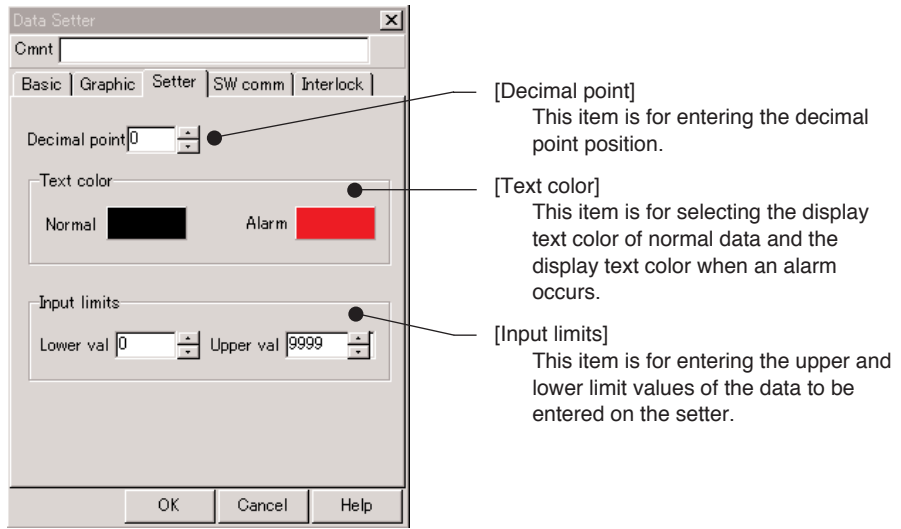 Data Setter
Cmnt
Basic Graphic Setter SW comm Interlock
Decimal point 0
Text color
Normal Alarm
Input limits
Lower val 0 Upper val 9999
OK Cancel Help
[Decimal point]
This item is for entering the decimal
point position.
[Text color]
This item is for selecting the display
text color of normal data and the
display text color when an alarm
occurs.
[Input limits]
This item is for entering the upper and
lower limit values of the data to be
entered on the setter.